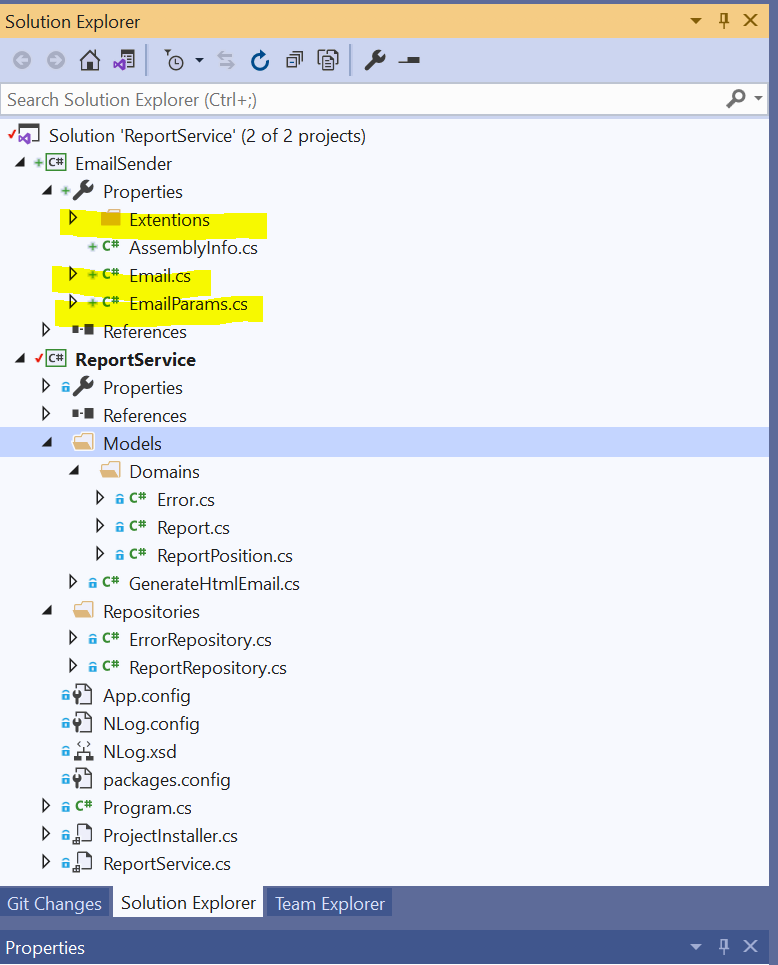 Solution Explorer
Search Solution Explorer (Ctrl+;)
Solution 'ReportService' (2 of 2 projects)
C# EmailSender
Properties
Extentions
C# AssemblyInfo.cs
C# Email.cs
C# EmailParams.cs
References
C# ReportService
Properties
References
Models
Domains
C# Error.cs
C# Report.cs
C# ReportPosition.cs
C# GenerateHtmlEmail.cs
Repositories
C# ErrorRepository.cs
C# ReportRepository.cs
App.config
NLog.config
NLog.xsd
packages.config
C# Program.cs
ProjectInstaller.cs
ReportService.cs
Git Changes Solution Explorer Team Explorer
Properties